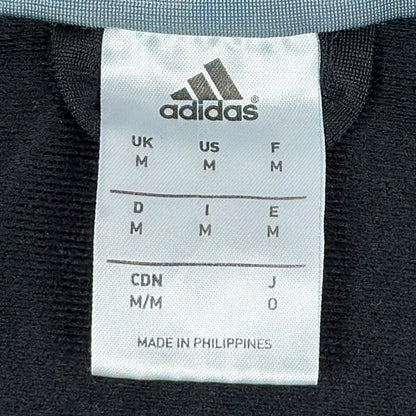 adidas®
UK US F
M M M
D I E
M M M
CDN J
M/M O
MADE IN PHILIPPINES